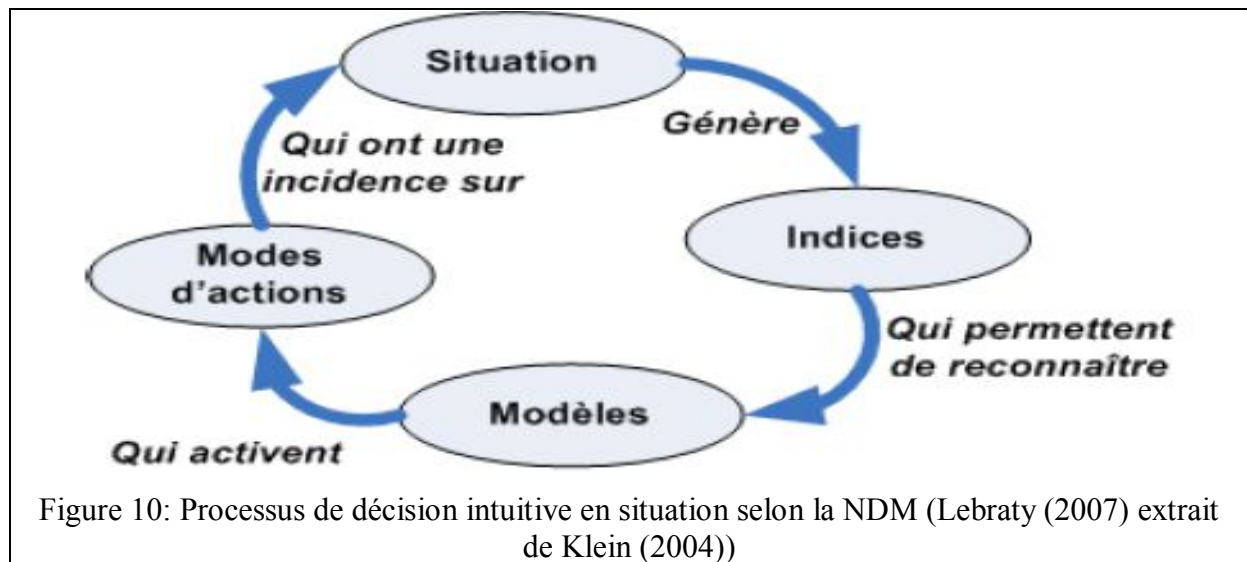 Situation
Génère
Qui ont une
incidence sur
Indices
Modes
d'actions
Qui permettent
de reconnaître
Modèles
Qui activent
Figure 10: Processus de décision intuitive en situation selon la NDM (Lebraty (2007) extrait
de Klein (2004))